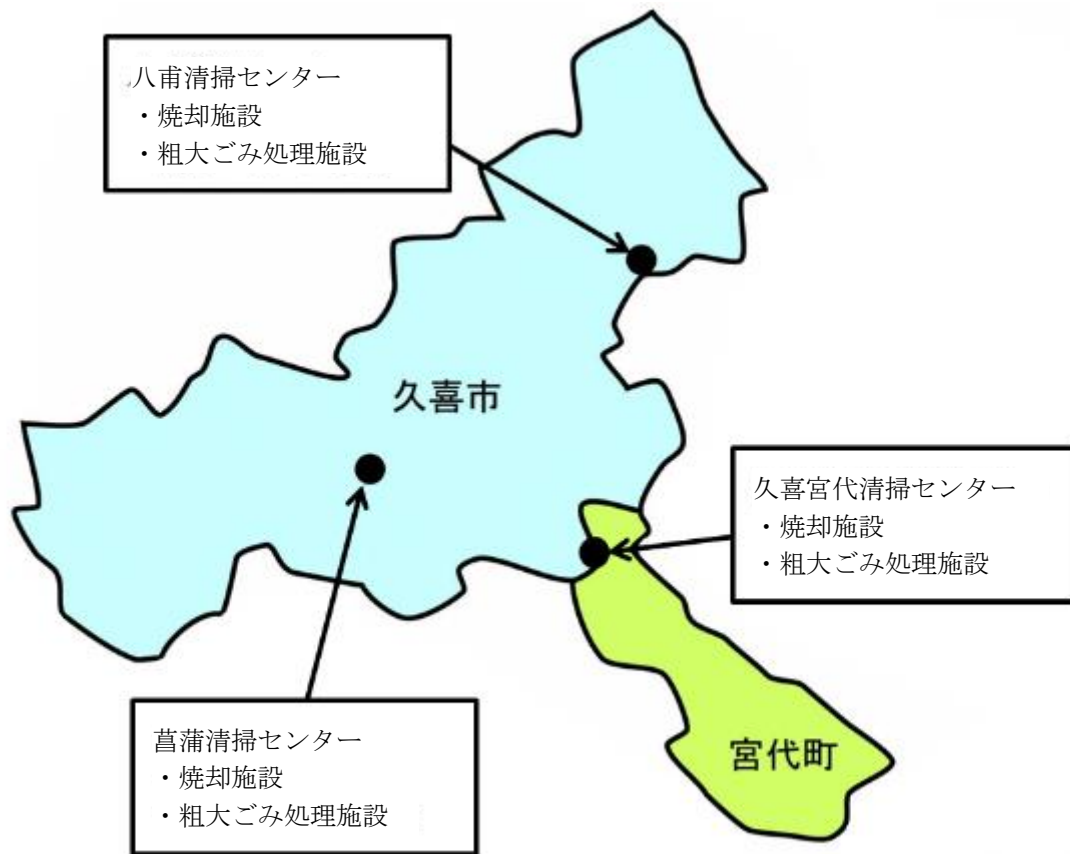 八甫清掃センター
・焼却施設
・粗大ごみ処理施設
久喜市
久喜宮代清掃センター
・焼却施設
・粗大ごみ処理施設
菖蒲清掃センター
・焼却施設
・粗大ごみ処理施設
宮代町